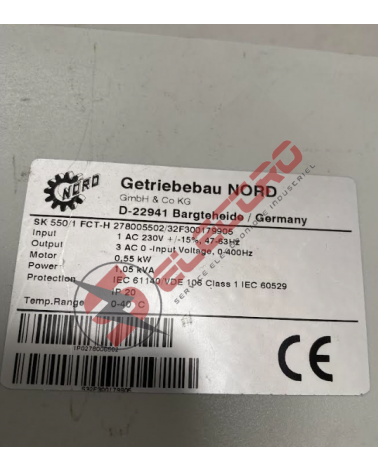 NORD
Getriebebau NORD
GmbH & Co KG
D-22941 Bargteheide / Germany
SK 550/1 FCT-H 278005502/32F300179905
Input 1 AC 230V +/-15%, 47-63Hz
Output 3 AC 0 -Input Voltage, 0-400Hz
Motor 0,55 kW
Power 1,05 kVA
Protection IEC 61140 VDE 106 Class 1 IEC 60529
IP 20
Temp.Range 0-40°C
CE
ELECTURO
INDUSTRIEL